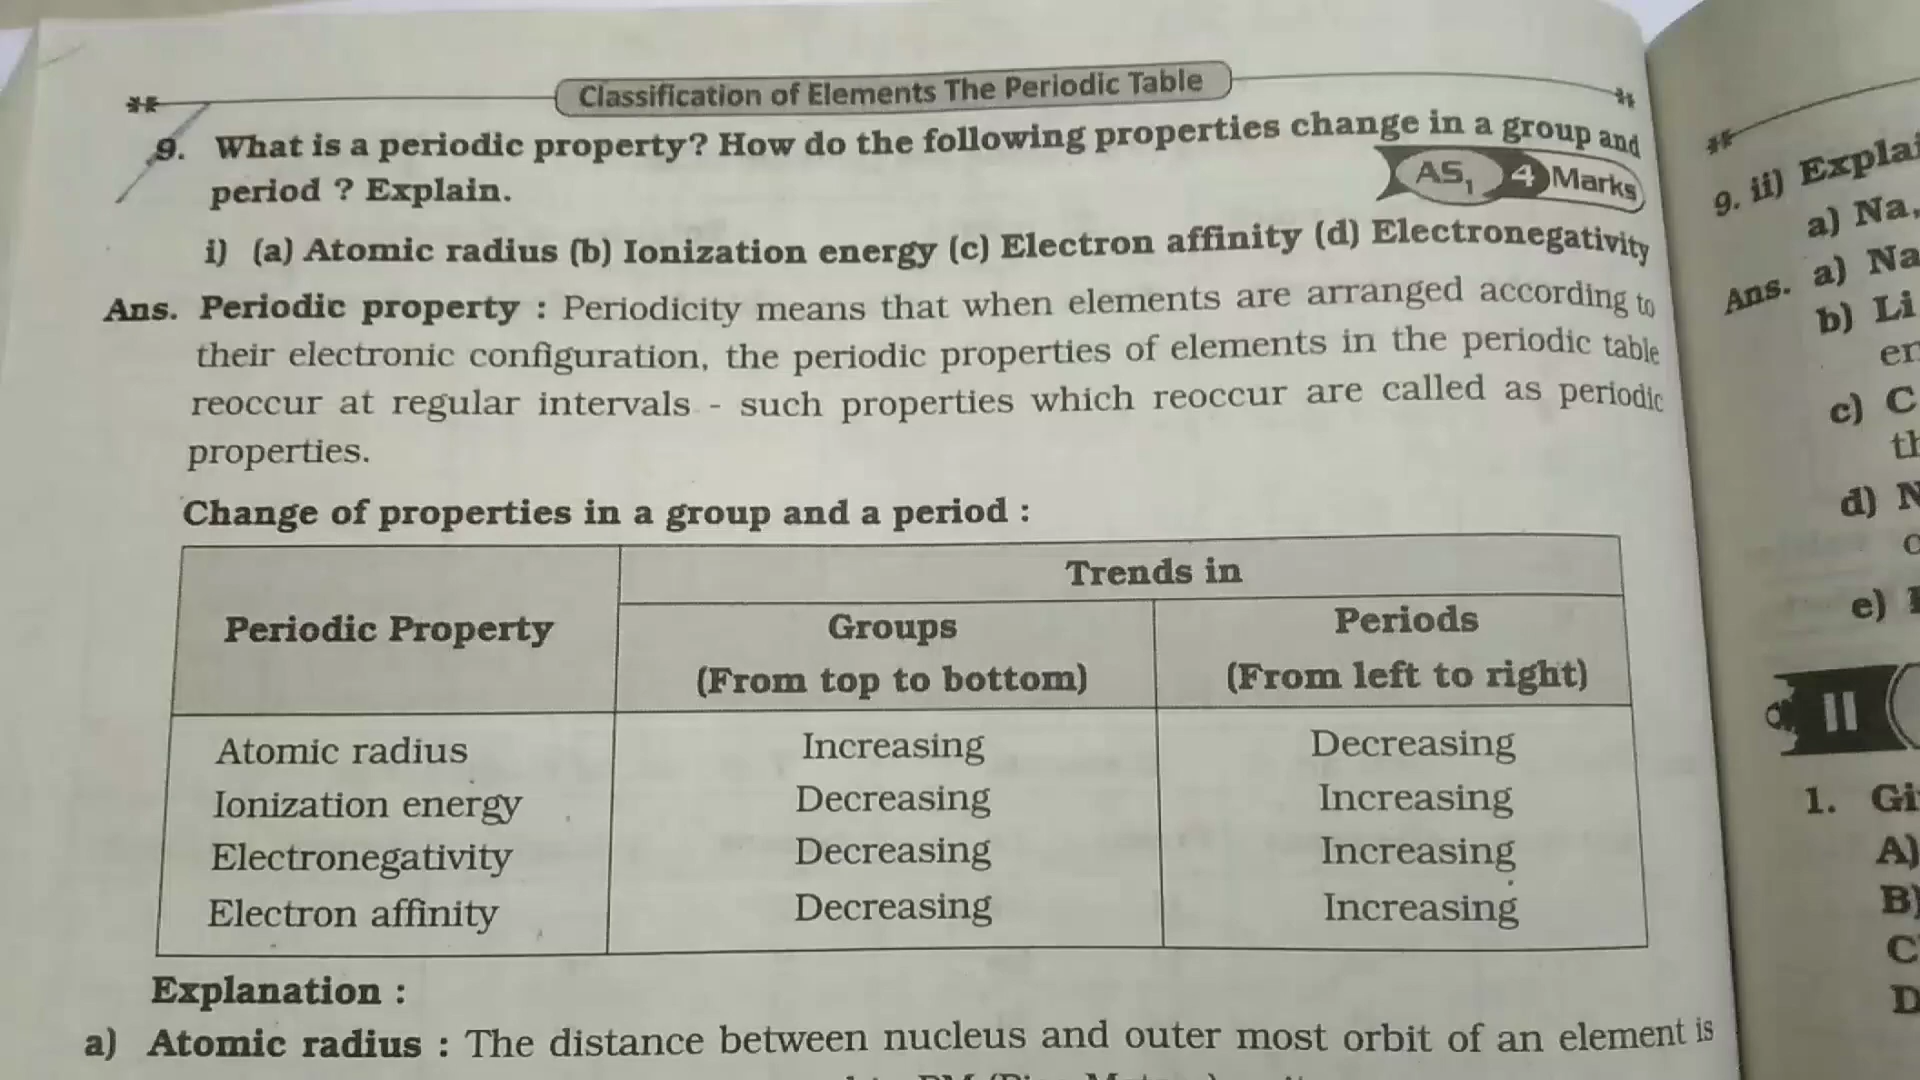 Classification of Elements The Periodic Table
9. What is a periodic property? How do the following properties change in a group and
period ? Explain.
AS1 4 Marks
i) (a) Atomic radius (b) Ionization energy (c) Electron affinity (d) Electronegativity
Ans. Periodic property : Periodicity means that when elements are arranged according to
their electronic configuration, the periodic properties of elements in the periodic table
reoccur at regular intervals - such properties which reoccur are called as periodic
properties.
Change of properties in a group and a period :
Periodic Property
Trends in
Groups
(From top to bottom)
Periods
(From left to right)
Atomic radius Increasing Decreasing
Ionization energy Decreasing Increasing
Electronegativity Decreasing Increasing
Electron affinity Decreasing Increasing
Explanation :
a) Atomic radius : The distance between nucleus and outer most orbit of an element is
9. ii) Explai
a) Na,
Ans. a) Na
b) Li
er
c) C
th
d) N
e)
II
1. Gi
A)
B)
C
D